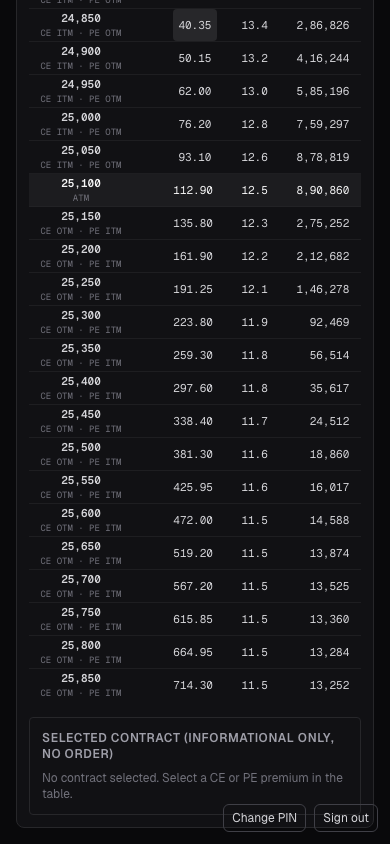 24,850 40.35 13.4 2,86,826
24,900 50.15 13.2 4,16,244
CE ITM · PE OTM
24,950 62.00 13.0 5,85,196
CE ITM · PE OTM
25,000 76.20 12.8 7,59,297
CE ITM · PE OTM
25,050 93.10 12.6 8,78,819
CE ITM · PE OTM
25,100 112.90 12.5 8,90,860
ATM
25,150 135.80 12.3 2,75,252
CE OTM · PE ITM
25,200 161.90 12.2 2,12,682
CE OTM · PE ITM
25,250 191.25 12.1 1,46,278
CE OTM · PE ITM
25,300 223.80 11.9 92,469
CE OTM · PE ITM
25,350 259.30 11.8 56,514
CE OTM · PE ITM
25,400 297.60 11.8 35,617
CE OTM · PE ITM
25,450 338.40 11.7 24,512
CE OTM · PE ITM
25,500 381.30 11.6 18,860
CE OTM · PE ITM
25,550 425.95 11.6 16,017
CE OTM · PE ITM
25,600 472.00 11.5 14,588
CE OTM · PE ITM
25,650 519.20 11.5 13,874
CE OTM · PE ITM
25,700 567.20 11.5 13,525
CE OTM · PE ITM
25,750 615.85 11.5 13,360
CE OTM · PE ITM
25,800 664.95 11.5 13,284
CE OTM · PE ITM
25,850 714.30 11.5 13,252
CE OTM · PE ITM
SELECTED CONTRACT (INFORMATIONAL ONLY,
NO ORDER)
No contract selected. Select a CE or PE premium in the
table.
Change PIN Sign out